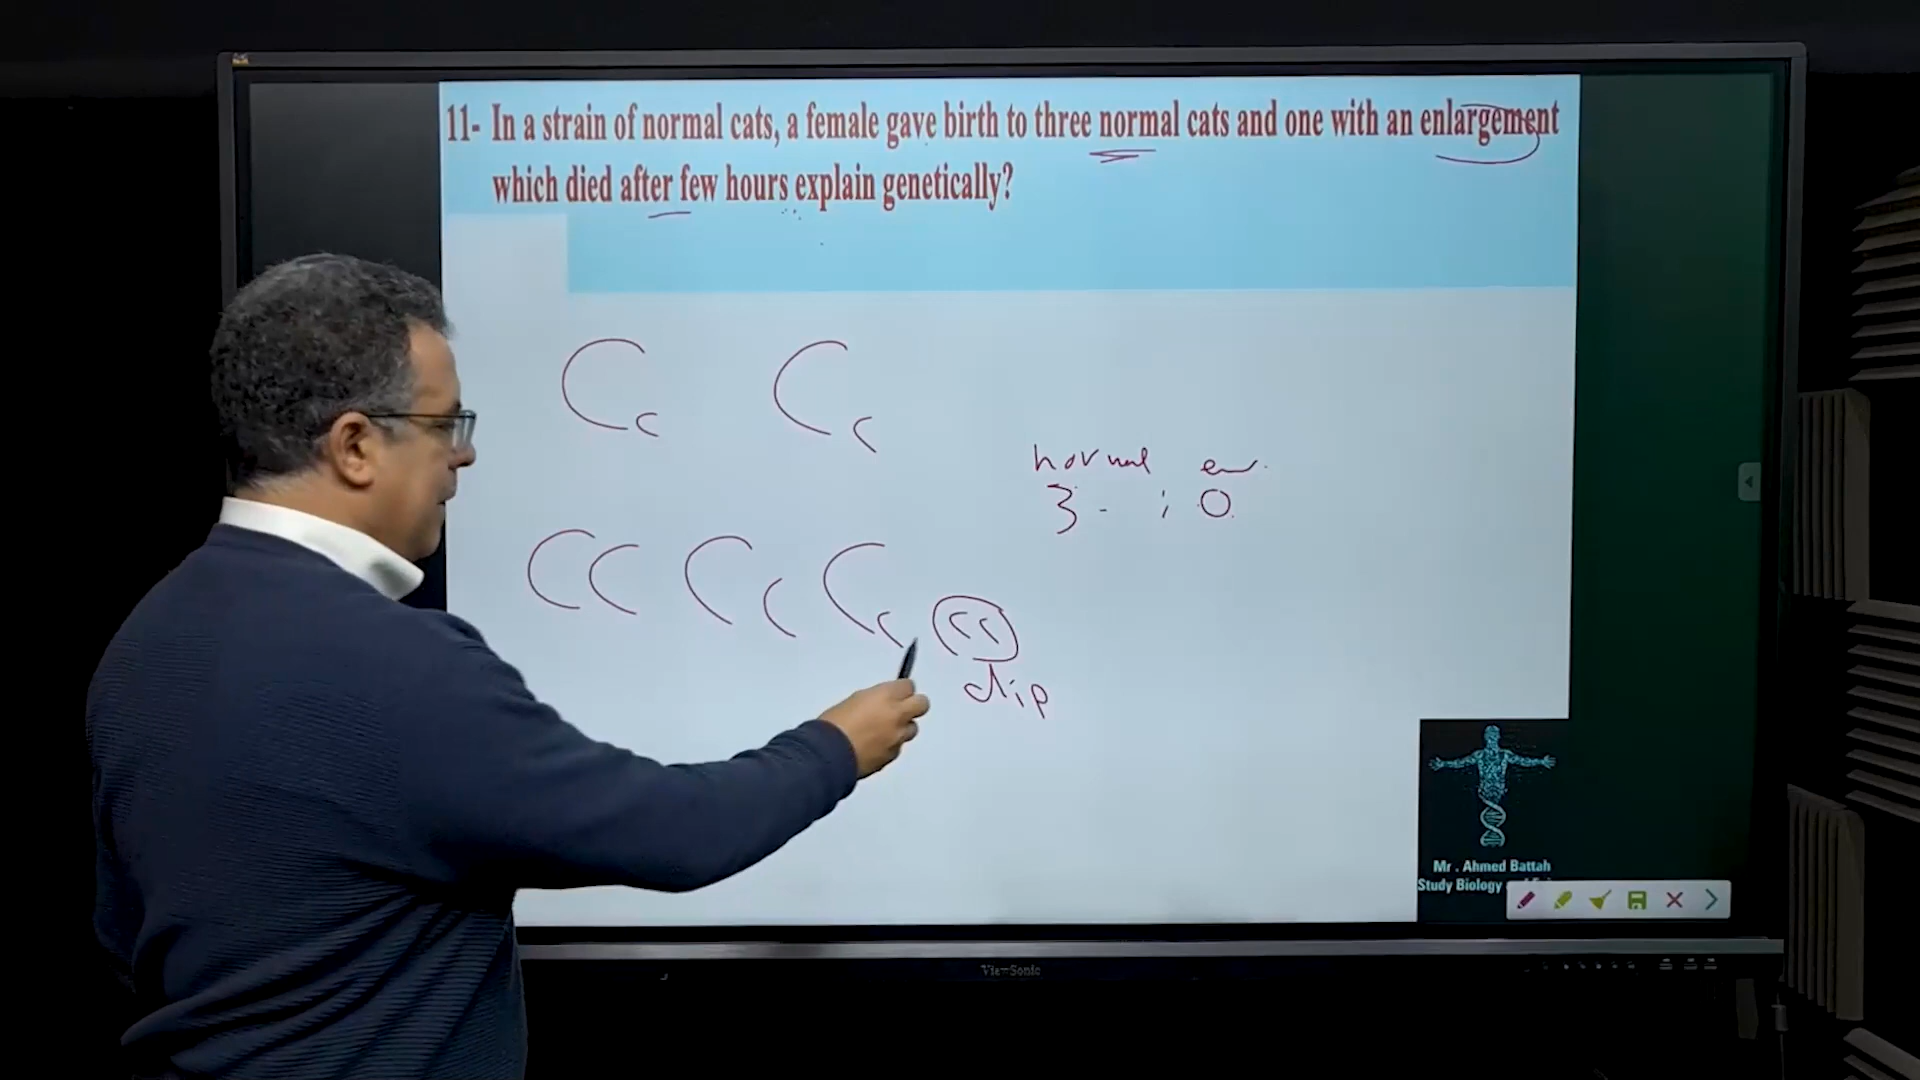 11- In a strain of normal cats, a female gave birth to three normal cats and one with an enlargement
which died after few hours explain genetically?
Cc Cc
normal en.
3 - : 0
CC Cc Cc cc
dip
Mr . Ahmed Battah
Study Biology
ViewSonic